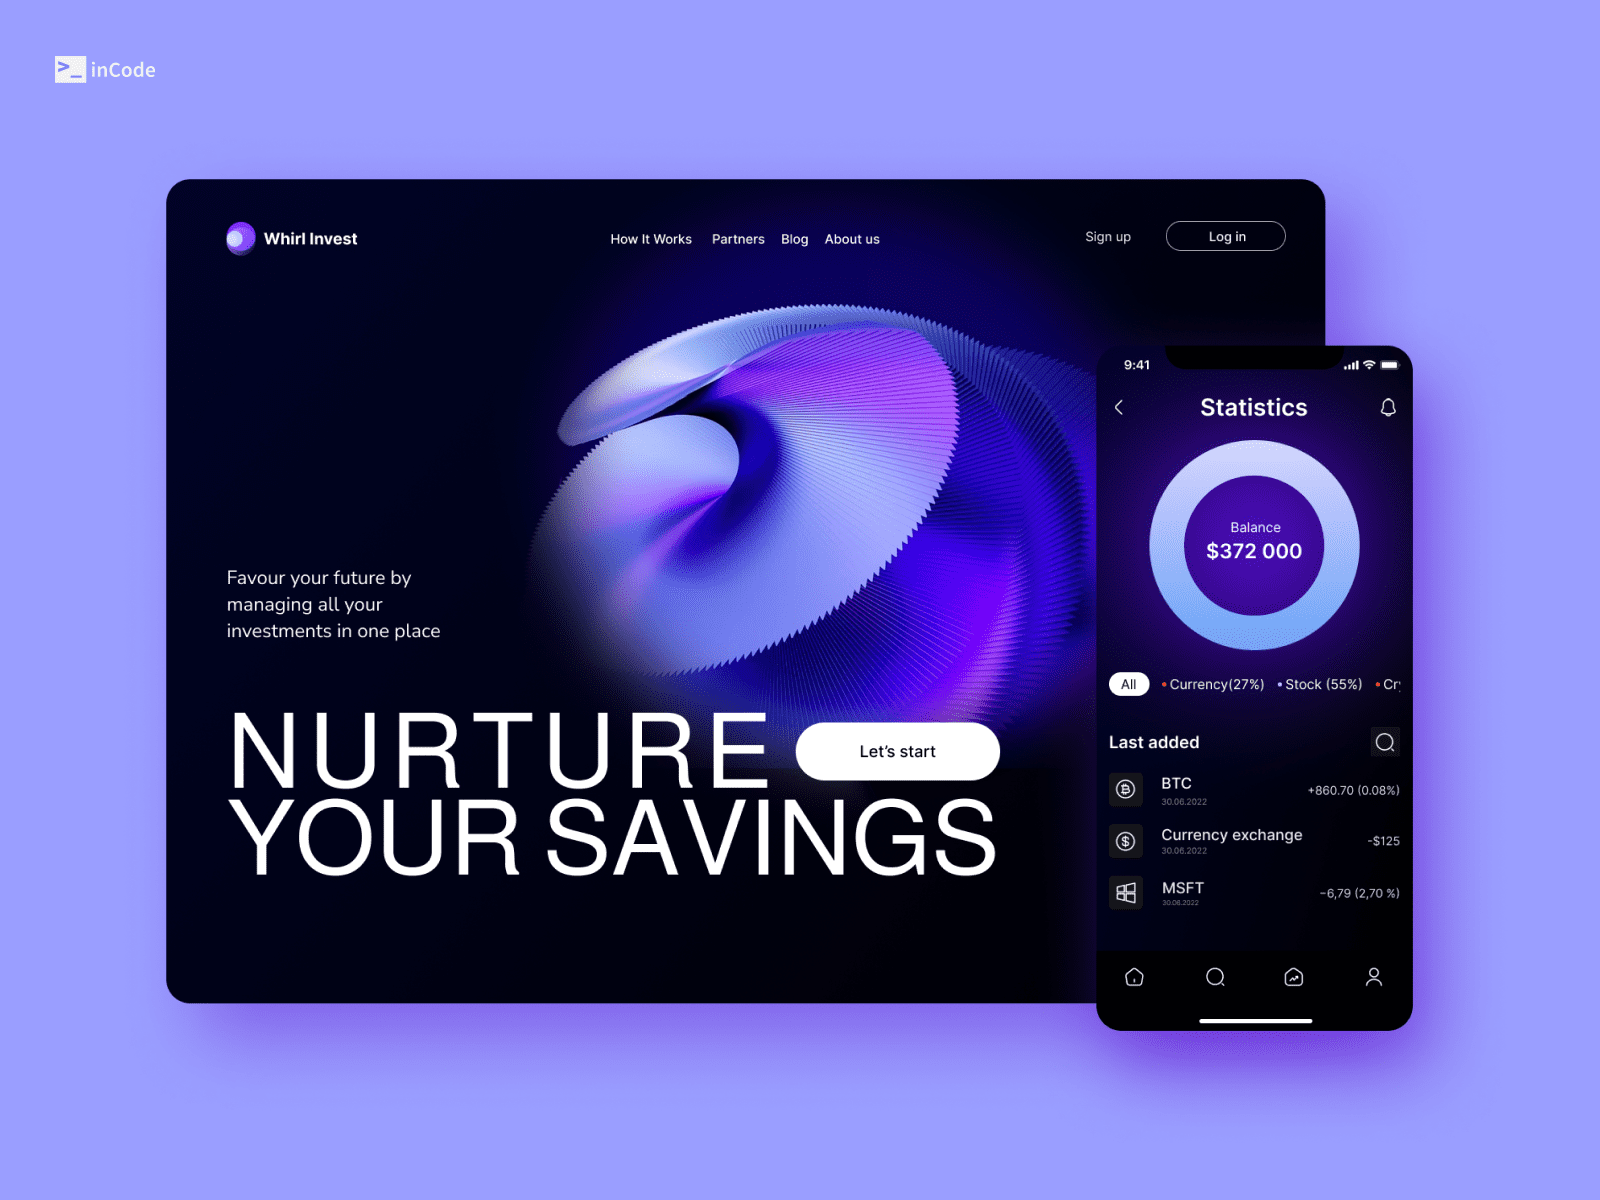 >_ inCode
Whirl Invest
How It Works Partners Blog About us
Sign up
Log in
Favour your future by
managing all your
investments in one place
NURTURE
Let's start
YOUR SAVINGS
9:41
Statistics
Balance
$372 000
All
Currency(27%)
Stock (55%)
Last added
BTC
30.06.2022
+860.70 (0.08%)
Currency exchange
30.06.2022
-$125
MSFT
30.06.2022
−6,79 (2,70 %)